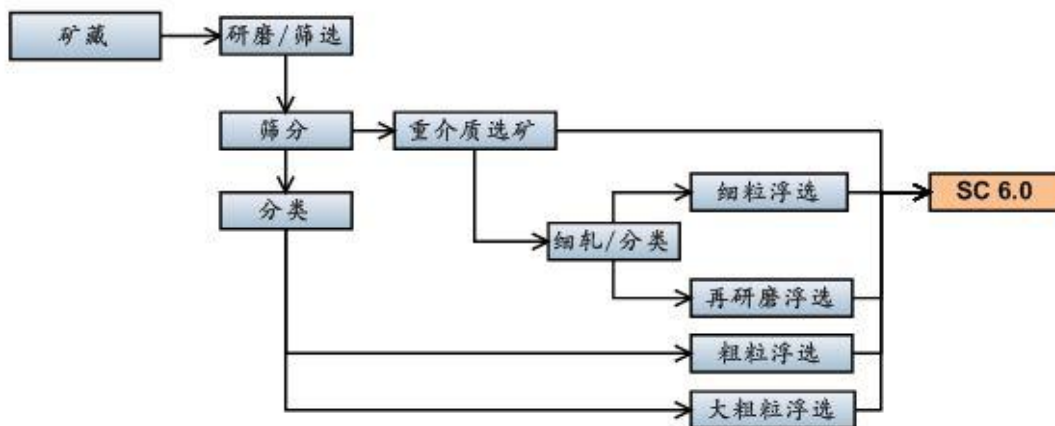 矿藏
研磨/筛选
筛分
重介质选矿
分类
细粒浮选
SC 6.0
细轧/分类
再研磨浮选
粗粒浮选
大粗粒浮选